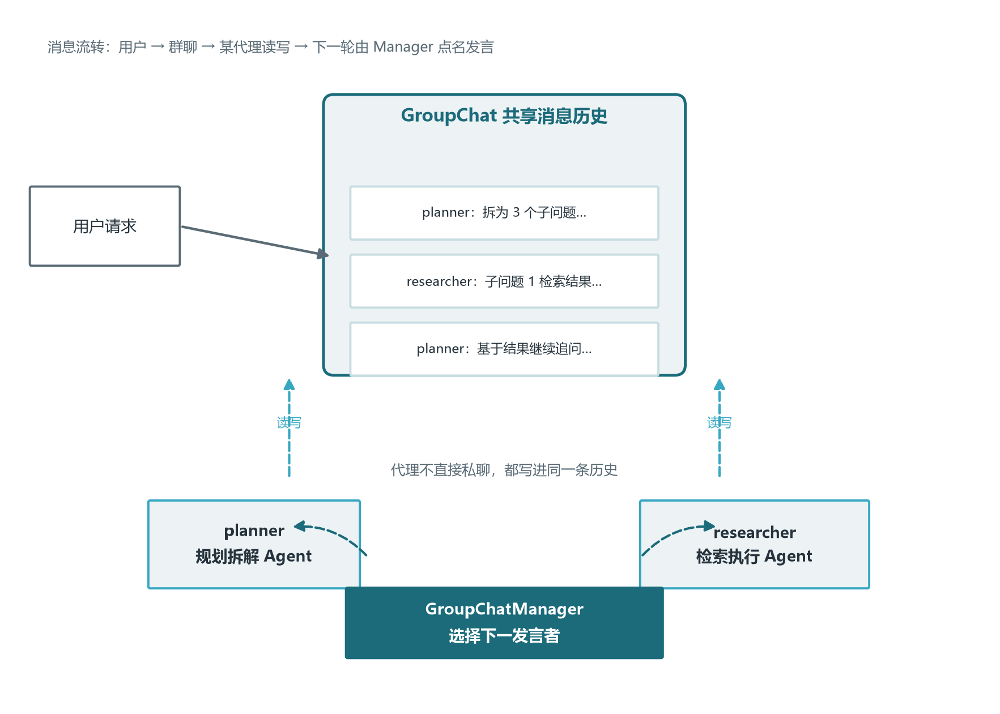 消息流转：用户 → 群聊 → 某代理读写 → 下一轮由 Manager 点名发言
GroupChat 共享消息历史
用户请求
planner：拆为 3 个子问题...
researcher：子问题 1 检索结果...
planner：基于结果继续追问...
读写
读写
代理不直接私聊，都写进同一条历史
planner
规划拆解 Agent
researcher
检索执行 Agent
GroupChatManager
选择下一发言者